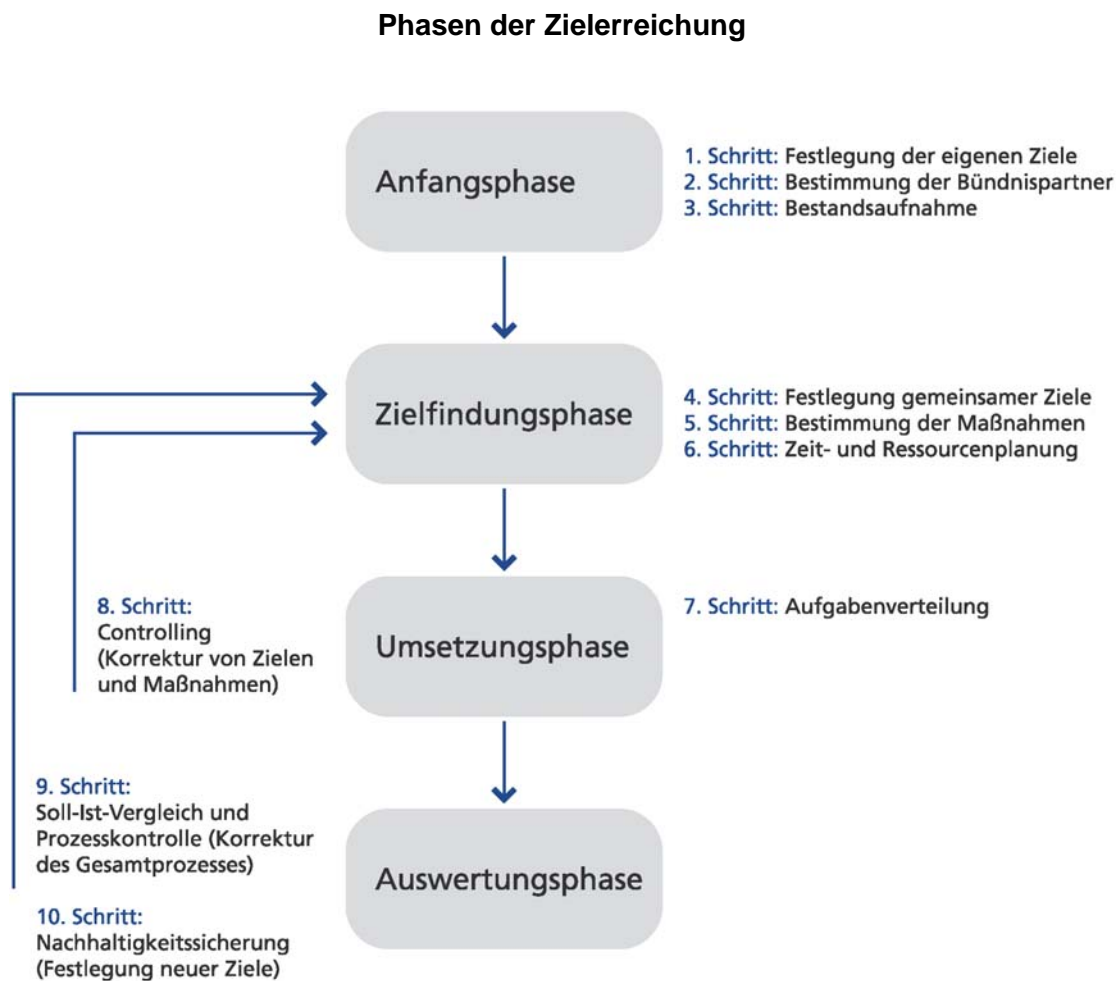 Phasen der Zielerreichung
Anfangsphase
1. Schritt: Festlegung der eigenen Ziele
2. Schritt: Bestimmung der Bündnispartner
3. Schritt: Bestandsaufnahme
Zielfindungsphase
4. Schritt: Festlegung gemeinsamer Ziele
5. Schritt: Bestimmung der Maßnahmen
6. Schritt: Zeit- und Ressourcenplanung
Umsetzungsphase
7. Schritt: Aufgabenverteilung
8. Schritt:
Controlling
(Korrektur von Zielen
und Maßnahmen)
9. Schritt:
Soll-Ist-Vergleich und
Prozesskontrolle (Korrektur
des Gesamtprozesses)
Auswertungsphase
10. Schritt:
Nachhaltigkeitssicherung
(Festlegung neuer Ziele)